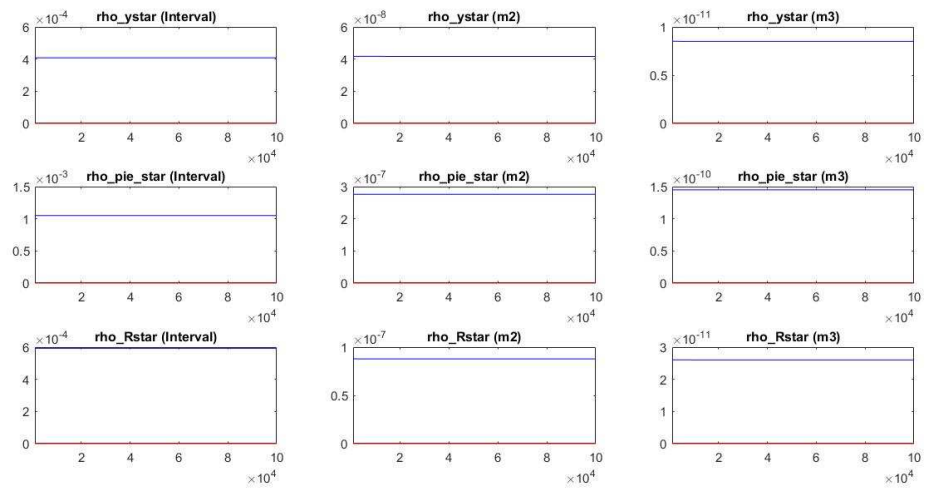 rho_ystar (Interval)
×10⁻⁴
6
4
2
0
2 4 6 8 10
×10⁴
rho_ystar (m2)
×10⁻⁸
6
4
2
0
2 4 6 8 10
×10⁴
rho_ystar (m3)
×10⁻¹¹
1
0.5
0
2 4 6 8 10
×10⁴
rho_pie_star (Interval)
×10⁻³
1.5
1
0.5
0
2 4 6 8 10
×10⁴
rho_pie_star (m2)
×10⁻⁷
3
2
1
0
2 4 6 8 10
×10⁴
rho_pie_star (m3)
×10⁻¹⁰
1.5
1
0.5
0
2 4 6 8 10
×10⁴
rho_Rstar (Interval)
×10⁻⁴
6
4
2
0
2 4 6 8 10
×10⁴
rho_Rstar (m2)
×10⁻⁷
1
0.5
0
2 4 6 8 10
×10⁴
rho_Rstar (m3)
×10⁻¹¹
3
2
1
0
2 4 6 8 10
×10⁴